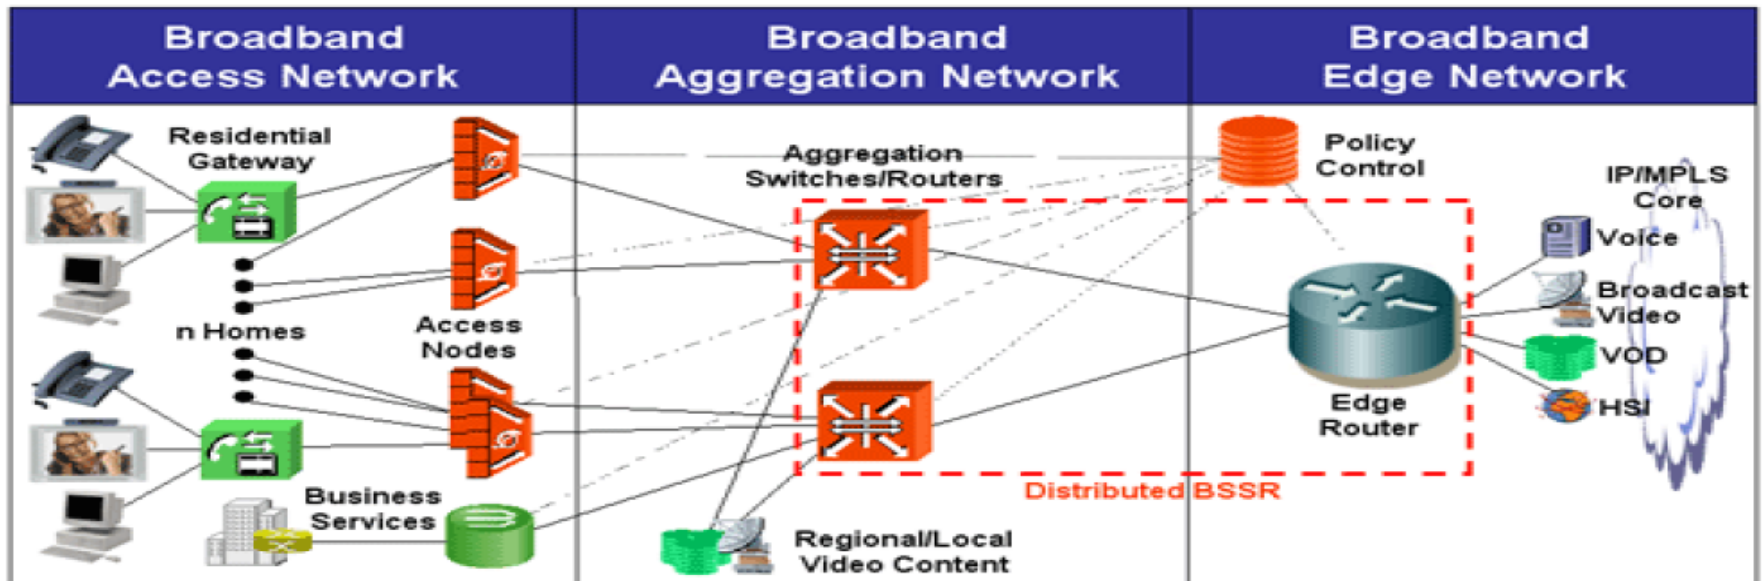 Broadband
Access Network
Broadband
Aggregation Network
Broadband
Edge Network
Residential
Gateway
n Homes
Access
Nodes
Business
Services
Aggregation
Switches/Routers
Regional/Local
Video Content
Policy
Control
IP/MPLS
Core
Voice
Broadcast
Video
VOD
HSI
Edge
Router
Distributed BSSR